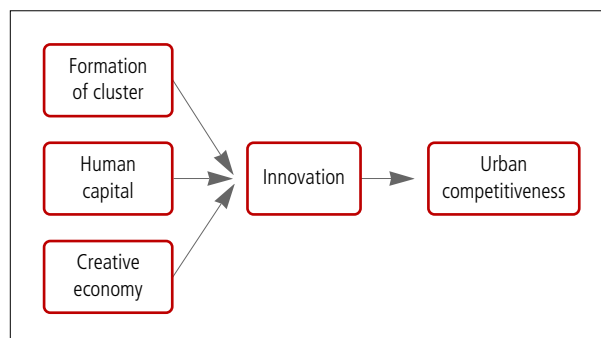 Formation
of cluster
Human
capital
Innovation
Urban
competitiveness
Creative
economy